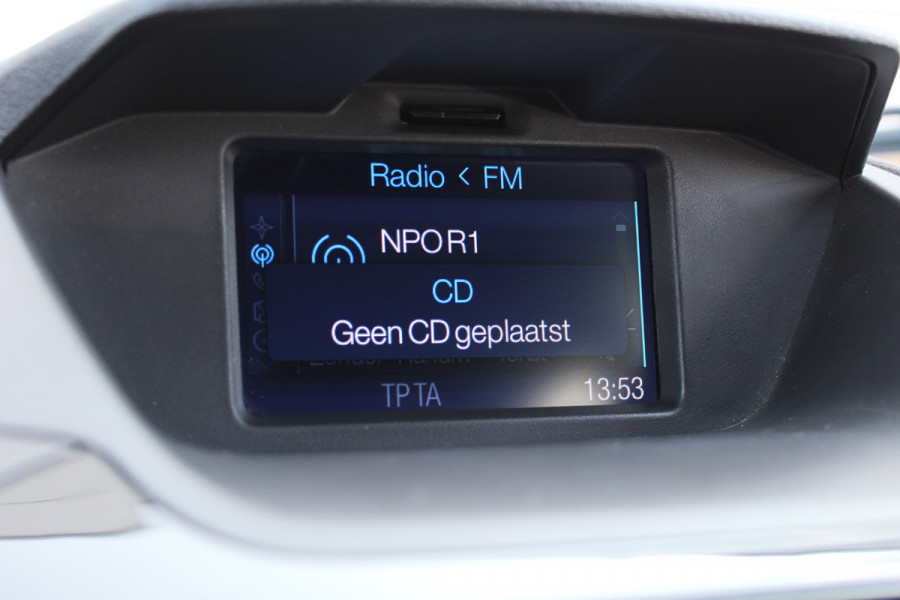 Radio < FM
NPO R1
CD
Geen CD geplaatst
TP TA
13:53